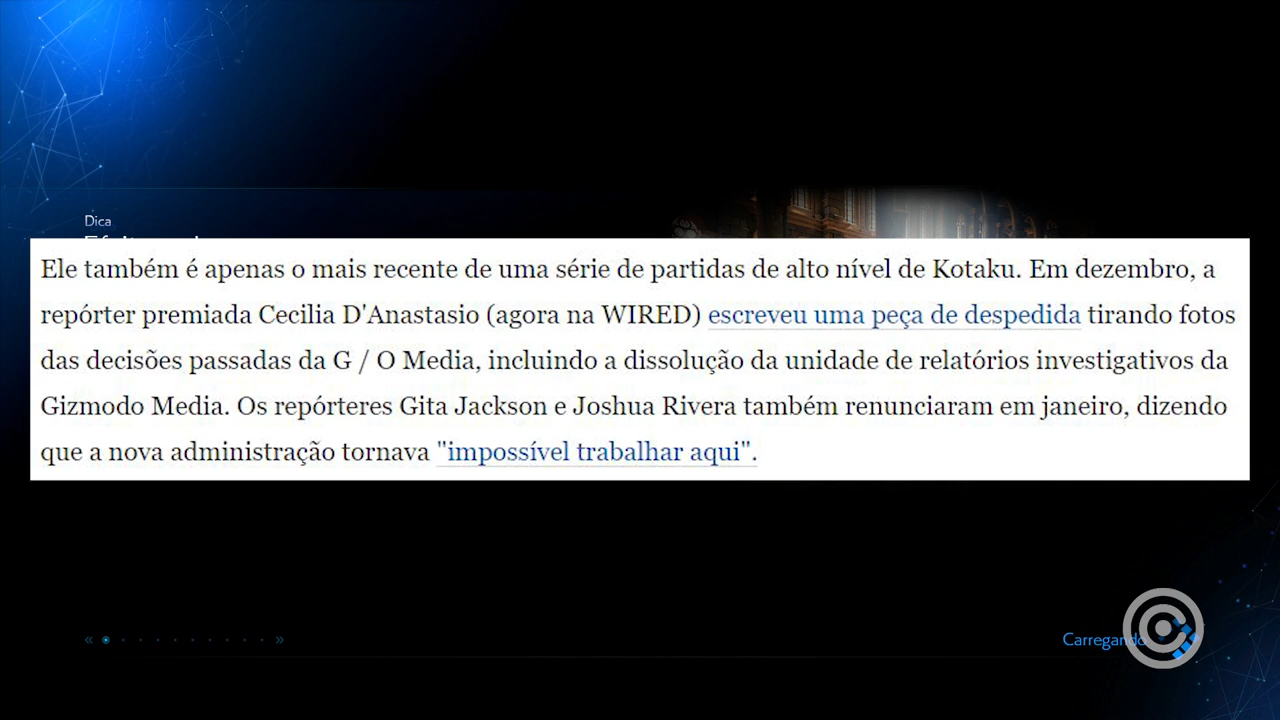 Dica
Ele também é apenas o mais recente de uma série de partidas de alto nível de Kotaku. Em dezembro, a
repórter premiada Cecilia D'Anastasio (agora na WIRED) escreveu uma peça de despedida tirando fotos
das decisões passadas da G / O Media, incluindo a dissolução da unidade de relatórios investigativos da
Gizmodo Media. Os repórteres Gita Jackson e Joshua Rivera também renunciaram em janeiro, dizendo
que a nova administração tornava "impossível trabalhar aqui".
Carregando